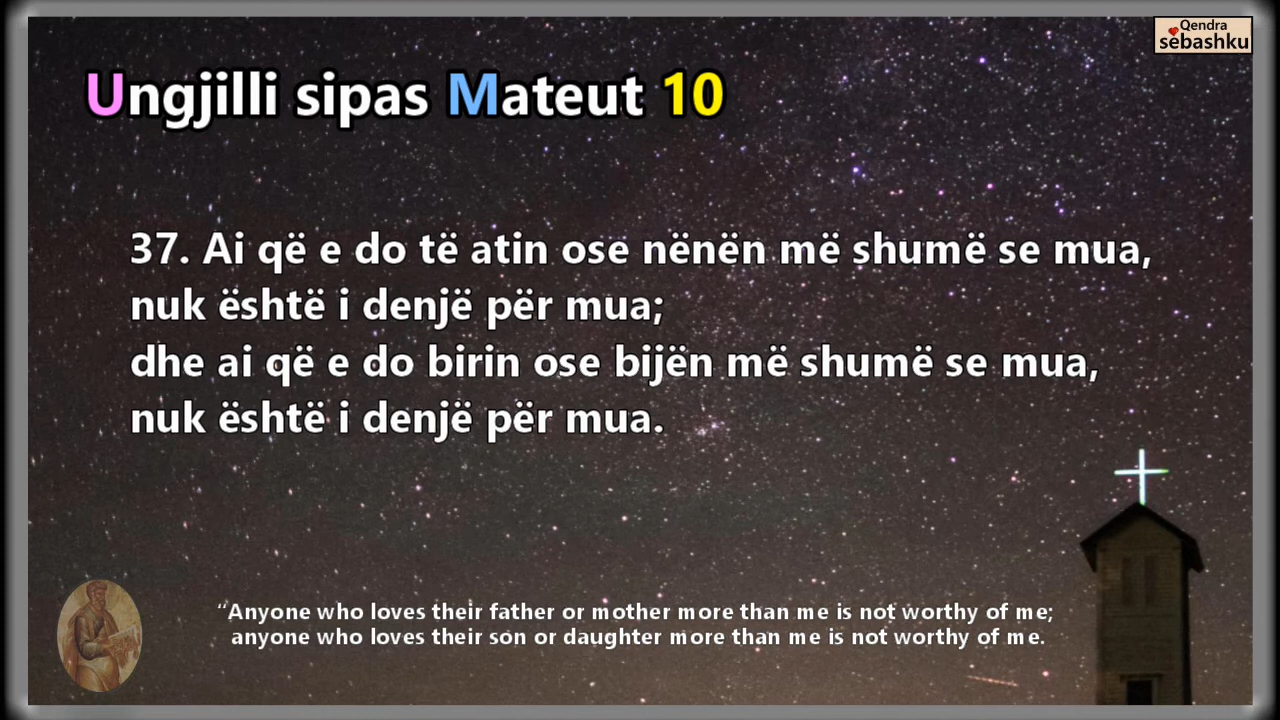 Qendra
sebashku
Ungjilli sipas Mateut 10
37. Ai që e do të atin ose nënën më shumë se mua,
nuk është i denjë për mua;
dhe ai që e do birin ose bijën më shumë se mua,
nuk është i denjë për mua.
“Anyone who loves their father or mother more than me is not worthy of me;
anyone who loves their son or daughter more than me is not worthy of me.